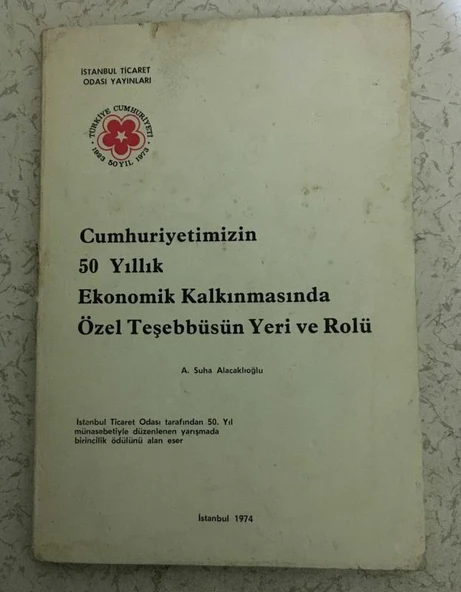 İSTANBUL TİCARET
ODASI YAYINLARI
TÜRKİYE CUMHURİYETİ
1923 50 YIL 1973
Cumhuriyetimizin
50 Yıllık
Ekonomik Kalkınmasında
Özel Teşebbüsün Yeri ve Rolü
A. Suha Alacaklıoğlu
İstanbul Ticaret Odası tarafından 50. Yıl
münasebetiyle düzenlenen yarışmada
birincilik ödülünü alan eser
İstanbul 1974